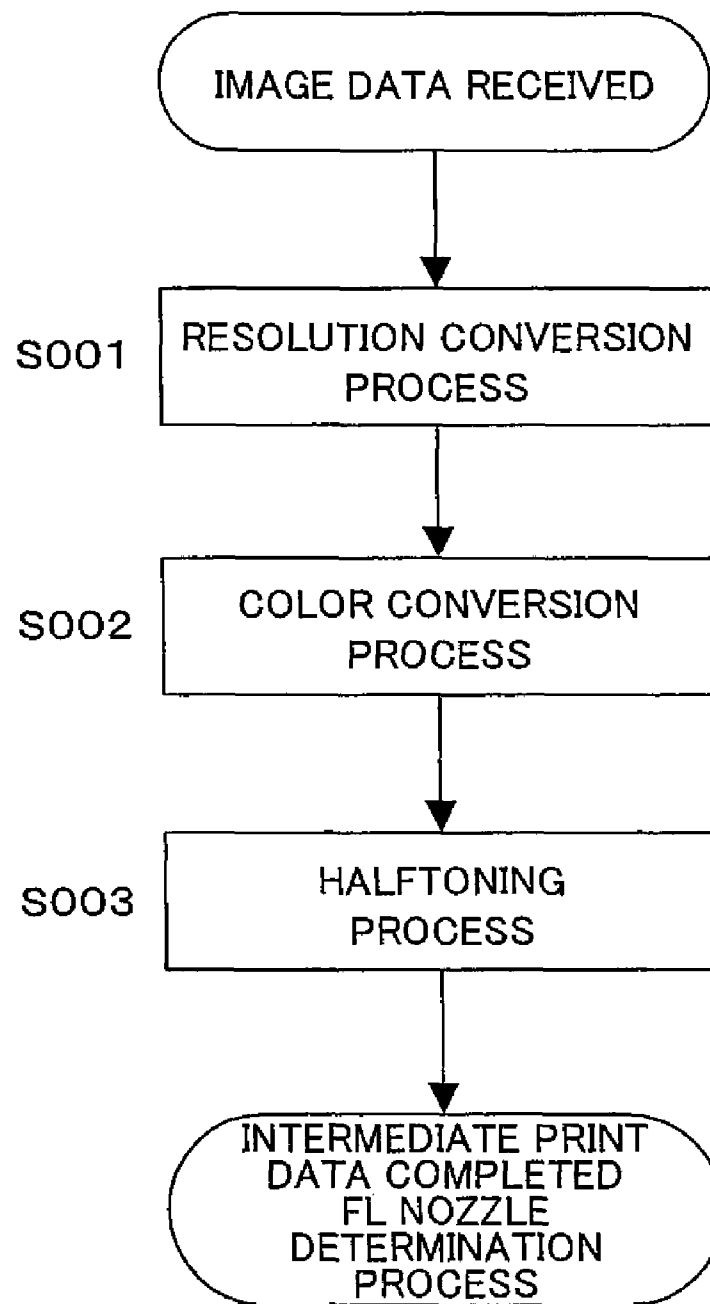 IMAGE DATA RECEIVED
S001
RESOLUTION CONVERSION
PROCESS
S002
COLOR CONVERSION
PROCESS
S003
HALFTONING
PROCESS
INTERMEDIATE PRINT
DATA COMPLETED
FL NOZZLE
DETERMINATION
PROCESS